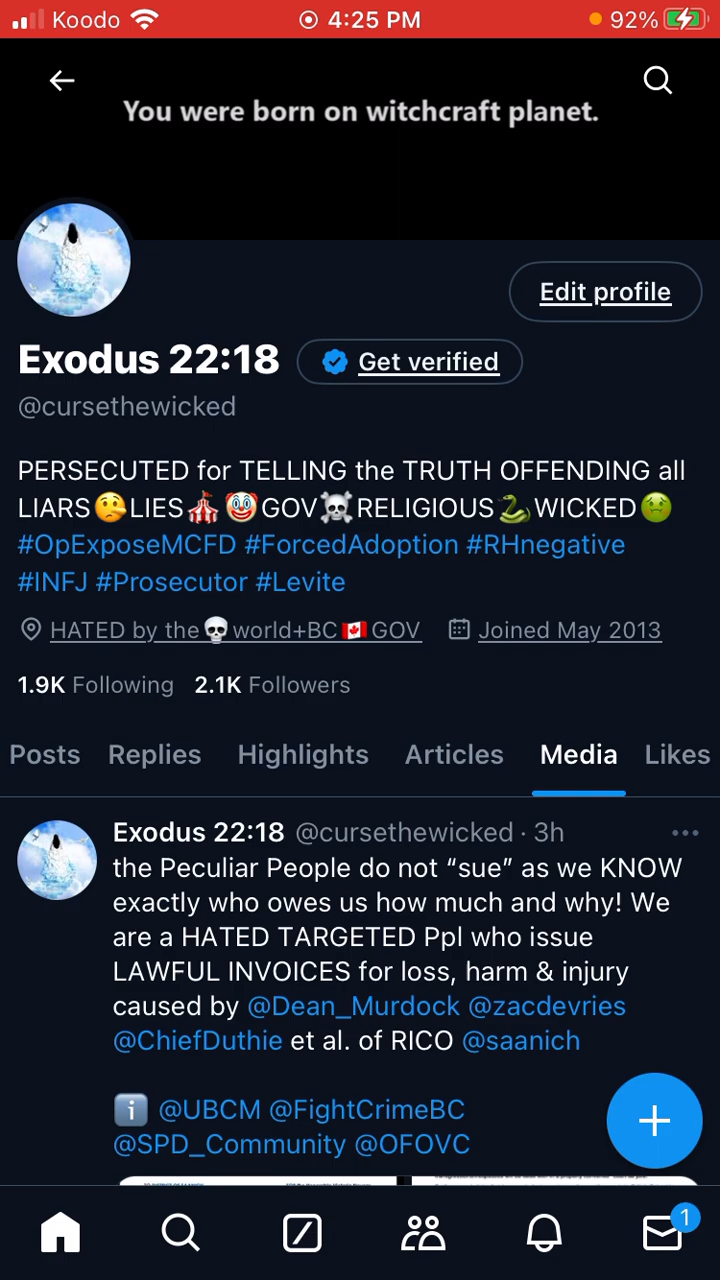 Koodo 4:25 PM 92%
You were born on witchcraft planet.
Edit profile
Exodus 22:18 Get verified
@cursethewicked
PERSECUTED for TELLING the TRUTH OFFENDING all
LIARS🤥LIES🎪🤡GOV☠️RELIGIOUS🐍WICKED🤢
#OpExposeMCFD #ForcedAdoption #RHnegative
#INFJ #Prosecutor #Levite
HATED by the💀world+BC🇨🇦GOV Joined May 2013
1.9K Following 2.1K Followers
Posts Replies Highlights Articles Media Likes
Exodus 22:18 @cursethewicked · 3h
the Peculiar People do not “sue” as we KNOW
exactly who owes us how much and why! We
are a HATED TARGETED Ppl who issue
LAWFUL INVOICES for loss, harm & injury
caused by @Dean_Murdock @zacdevries
@ChiefDuthie et al. of RICO @saanich
ℹ️ @UBCM @FightCrimeBC
@SPD_Community @OFOVC
1